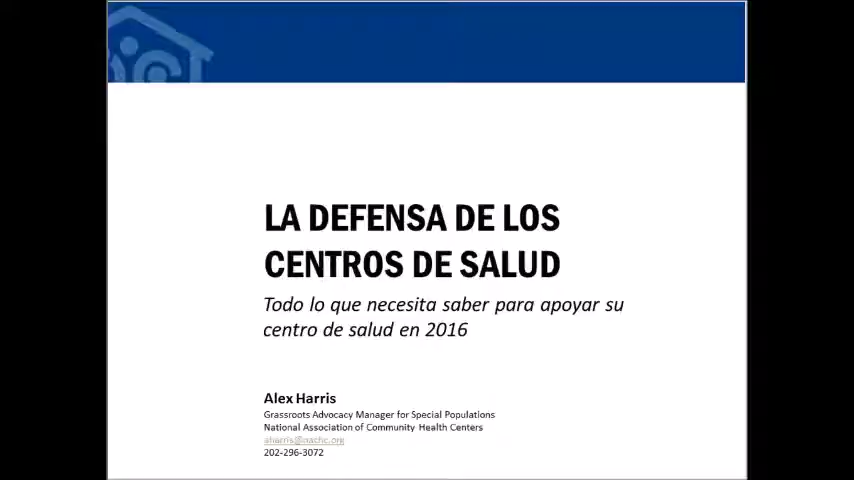 LA DEFENSA DE LOS
CENTROS DE SALUD
Todo lo que necesita saber para apoyar su
centro de salud en 2016
Alex Harris
Grassroots Advocacy Manager for Special Populations
National Association of Community Health Centers
aharris@nachc.org
202-296-3072